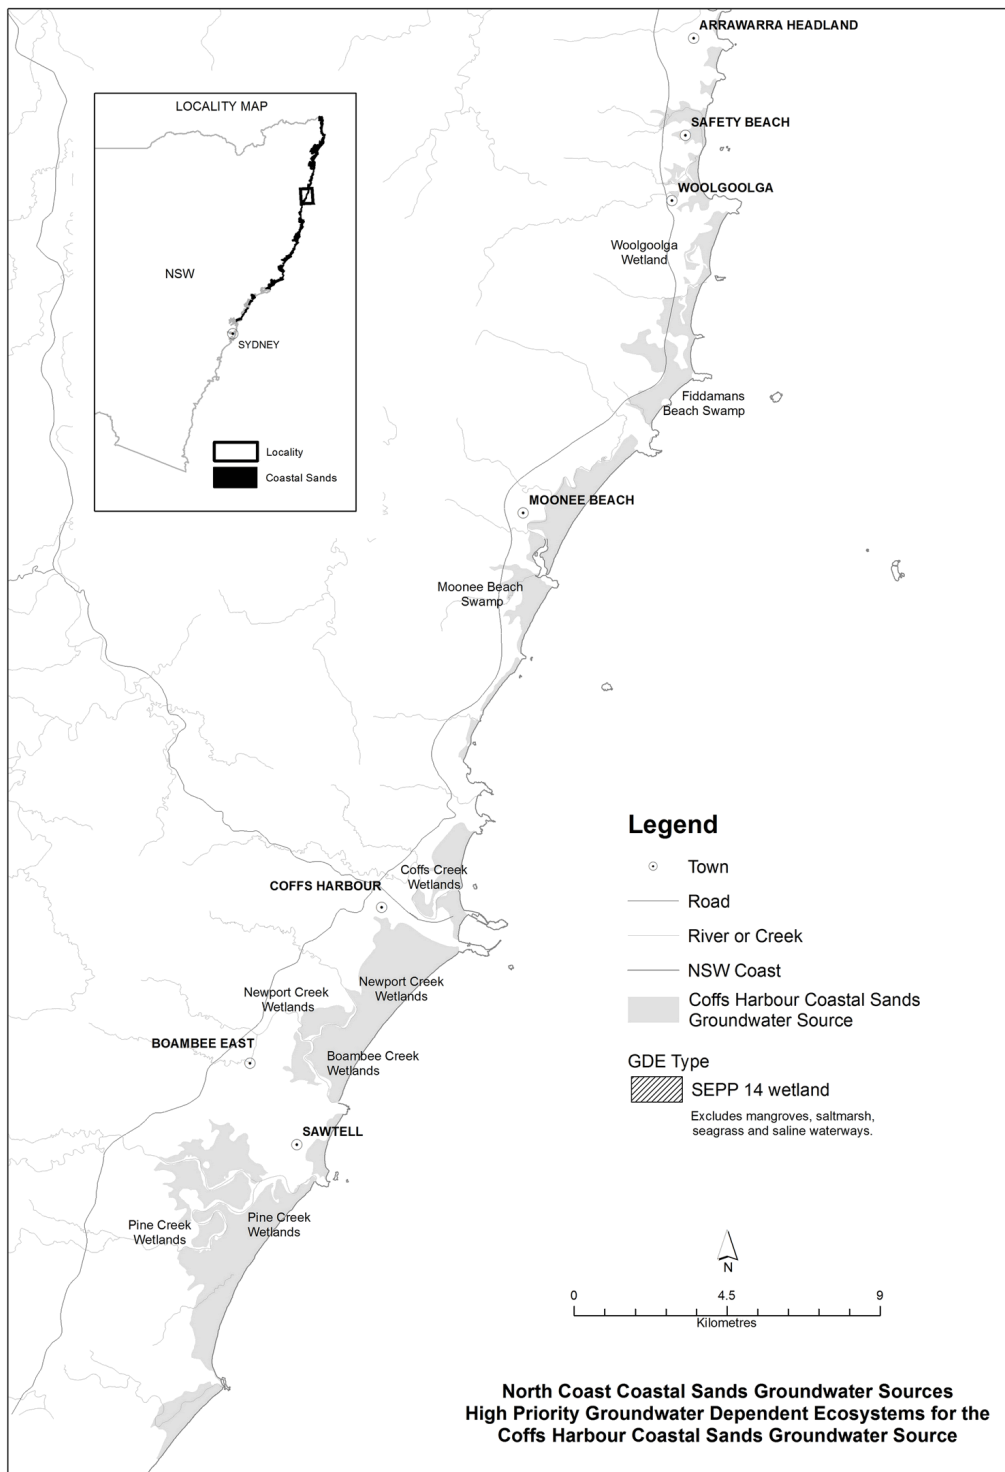 ARRAWARRA HEADLAND
LOCALITY MAP
SAFETY BEACH
WOOLGOOLGA
Woolgoolga
Wetland
NSW
SYDNEY
Fiddamans
Beach Swamp
Locality
Coastal Sands
MOONEE BEACH
Moonee Beach
Swamp
Legend
Town
Road
River or Creek
NSW Coast
Coffs Harbour Coastal Sands
Groundwater Source
GDE Type
SEPP 14 wetland
Excludes mangroves, saltmarsh,
seagrass and saline waterways.
Coffs Creek
Wetlands
COFFS HARBOUR
Newport Creek
Wetlands
Newport Creek
Wetlands
BOAMBEE EAST
Boambee Creek
Wetlands
SAWTELL
Pine Creek
Wetlands
Pine Creek
Wetlands
N
0 4.5 9
Kilometres
North Coast Coastal Sands Groundwater Sources
High Priority Groundwater Dependent Ecosystems for the
Coffs Harbour Coastal Sands Groundwater Source